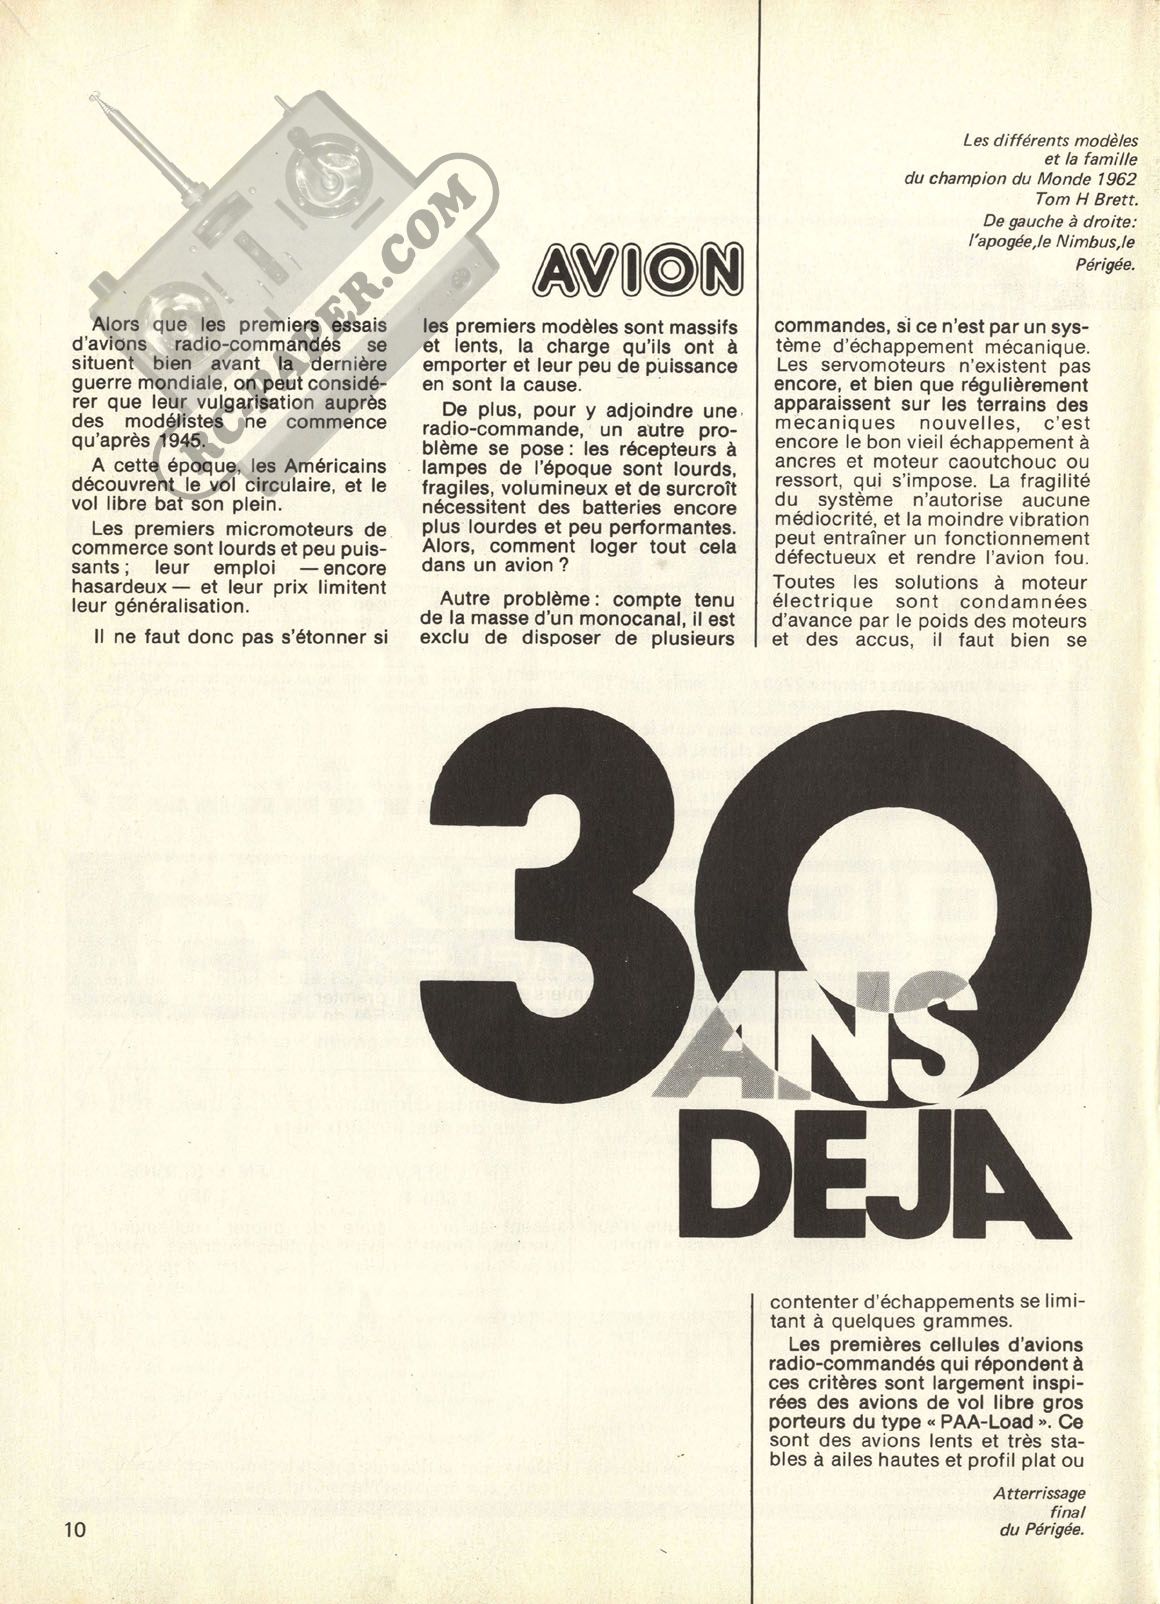 Les différents modèles
et la famille
du champion du Monde 1962
Tom H Brett.
De gauche à droite:
l'apogée,le Nimbus,le
Périgée.
RC-PAPER.COM
AVION
Alors que les premiers essais
d'avions radio-commandés se
situent bien avant la dernière
guerre mondiale, on peut considé-
rer que leur vulgarisation auprès
des modélistes ne commence
qu'après 1945.
A cette époque, les Américains
découvrent le vol circulaire, et le
vol libre bat son plein.
Les premiers micromoteurs de
commerce sont lourds et peu puis-
sants ; leur emploi — encore
hasardeux — et leur prix limitent
leur généralisation.
Il ne faut donc pas s'étonner si
les premiers modèles sont massifs
et lents, la charge qu'ils ont à
emporter et leur peu de puissance
en sont la cause.
De plus, pour y adjoindre une
radio-commande, un autre pro-
blème se pose : les récepteurs à
lampes de l'époque sont lourds,
fragiles, volumineux et de surcroît
nécessitent des batteries encore
plus lourdes et peu performantes.
Alors, comment loger tout cela
dans un avion ?
Autre problème : compte tenu
de la masse d'un monocanal, il est
exclu de disposer de plusieurs
commandes, si ce n'est par un sys-
tème d'échappement mécanique.
Les servomoteurs n'existent pas
encore, et bien que régulièrement
apparaissent sur les terrains des
mecaniques nouvelles, c'est
encore le bon vieil échappement à
ancres et moteur caoutchouc ou
ressort, qui s'impose. La fragilité
du système n'autorise aucune
médiocrité, et la moindre vibration
peut entraîner un fonctionnement
défectueux et rendre l'avion fou.
Toutes les solutions à moteur
électrique sont condamnées
d'avance par le poids des moteurs
et des accus, il faut bien se
30
ANS
DEJA
contenter d'échappements se limi-
tant à quelques grammes.
Les premières cellules d'avions
radio-commandés qui répondent à
ces critères sont largement inspi-
rées des avions de vol libre gros
porteurs du type « PAA-Load ». Ce
sont des avions lents et très sta-
bles à ailes hautes et profil plat ou
Atterrissage
final
du Périgée.
10